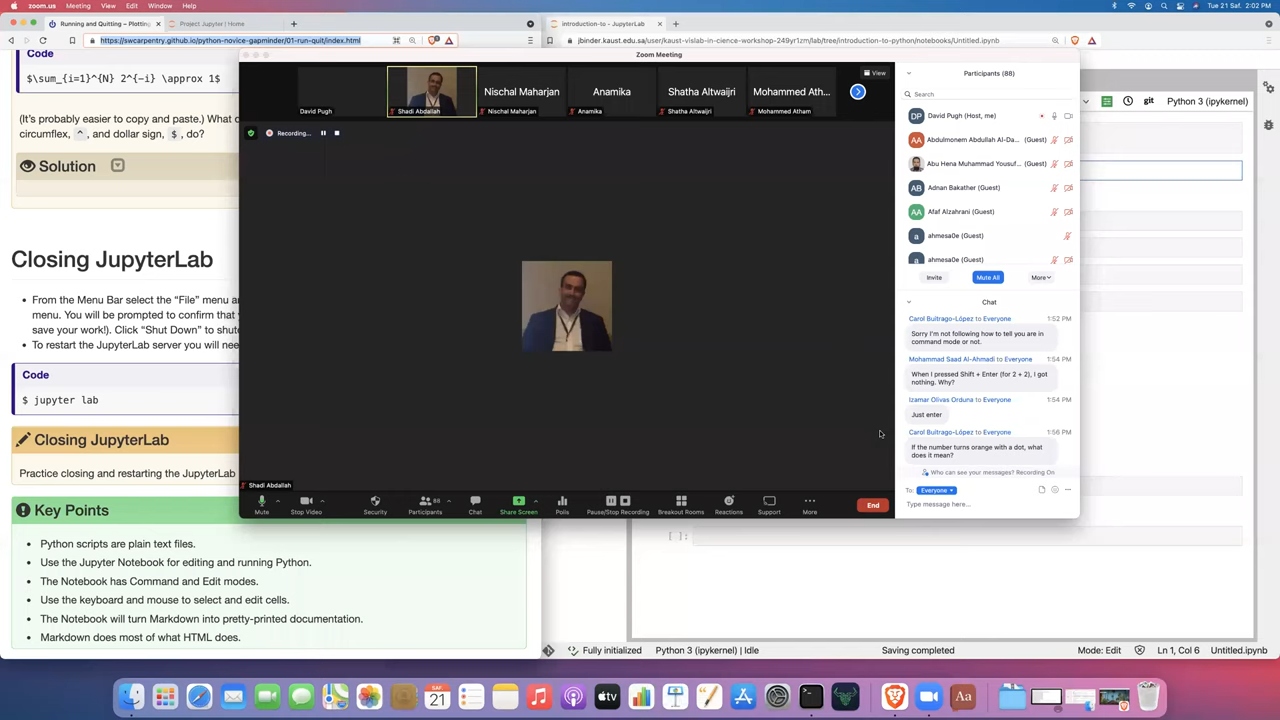 zoom.us Meeting View Edit Window Help
Tue 21 Saf. 2:02 PM
Running and Quitting – Plotting
Project Jupyter | Home
introduction-to - JupyterLab
https://swcarpentry.github.io/python-novice-gapminder/01-run-quit/index.html
jbinder.kaust.edu.sa/user/kaust-vislab-in-cience-workshop-249yr1zm/lab/tree/introduction-to-python/notebooks/Untitled.ipynb
Code
$\sum_{i=1}^{N} 2^{-i} \approx 1$
(It's probably easier to copy and paste.) What d
circumflex, ^, and dollar sign, $, do?
Solution
Closing JupyterLab
From the Menu Bar select the "File" menu a
menu. You will be prompted to confirm that y
save your work!). Click "Shut Down" to shut
To restart the JupyterLab server you will nee
Code
$ jupyter lab
Closing JupyterLab
Practice closing and restarting the JupyterLab
Key Points
Python scripts are plain text files.
Use the Jupyter Notebook for editing and running Python.
The Notebook has Command and Edit modes.
Use the keyboard and mouse to select and edit cells.
The Notebook will turn Markdown into pretty-printed documentation.
Markdown does most of what HTML does.
Zoom Meeting
View
David Pugh
Shadi Abdallah
Nischal Maharjan
Nischal Maharjan
Anamika
Anamika
Shatha Altwaijri
Shatha Altwaijri
Mohammed Ath...
Mohammed Atham
Recording...
Shadi Abdallah
Mute
Stop Video
Security
88
Participants
Chat
Share Screen
Polls
Pause/Stop Recording
Breakout Rooms
Reactions
Support
More
End
Participants (88)
Search
DP David Pugh (Host, me)
AA Abdulmonem Abdullah Al-Da... (Guest)
Abu Hena Muhammad Yousuf... (Guest)
AB Adnan Bakather (Guest)
AA Afaf Alzahrani (Guest)
a ahmesa0e (Guest)
a ahmesa0e (Guest)
Invite
Mute All
More
Chat
Carol Buitrago-López to Everyone 1:52 PM
Sorry I'm not following how to tell you are in
command mode or not.
Mohammad Saad Al-Ahmadi to Everyone 1:54 PM
When I pressed Shift + Enter (for 2 + 2), I got
nothing. Why?
Izamar Olivas Orduna to Everyone 1:54 PM
Just enter
Carol Buitrago-López to Everyone 1:56 PM
If the number turns orange with a dot, what
does it mean?
Who can see your messages? Recording On
To: Everyone
Type message here...
git
Python 3 (ipykernel)
[ ]:
Fully initialized
Python 3 (ipykernel) | Idle
Saving completed
Mode: Edit
Ln 1, Col 6
Untitled.ipynb
SAF.
21
tv
Aa